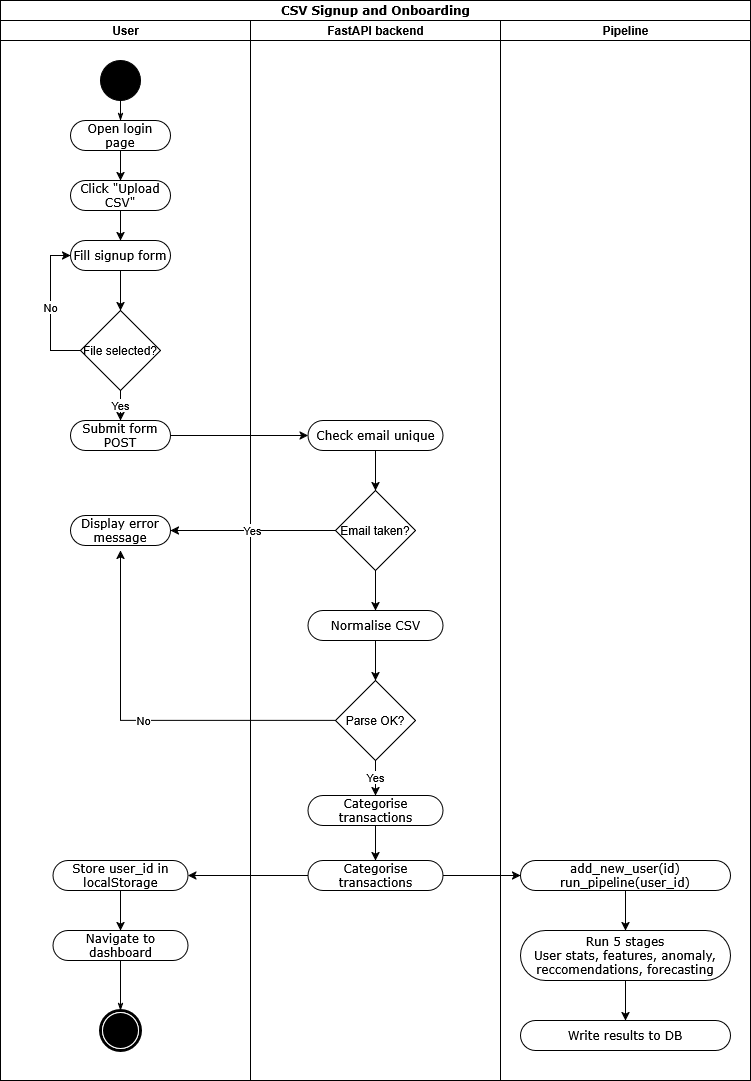 CSV Signup and Onboarding
User
FastAPI backend
Pipeline
Open login
page
Click "Upload
CSV"
Fill signup form
No
File selected?
Yes
Submit form
POST
Check email unique
Display error
message
Yes
Email taken?
Normalise CSV
No
Parse OK?
Yes
Categorise
transactions
Store user_id in
localStorage
Categorise
transactions
add_new_user(id)
run_pipeline(user_id)
Navigate to
dashboard
Run 5 stages
User stats, features, anomaly,
reccomendations, forecasting
Write results to DB